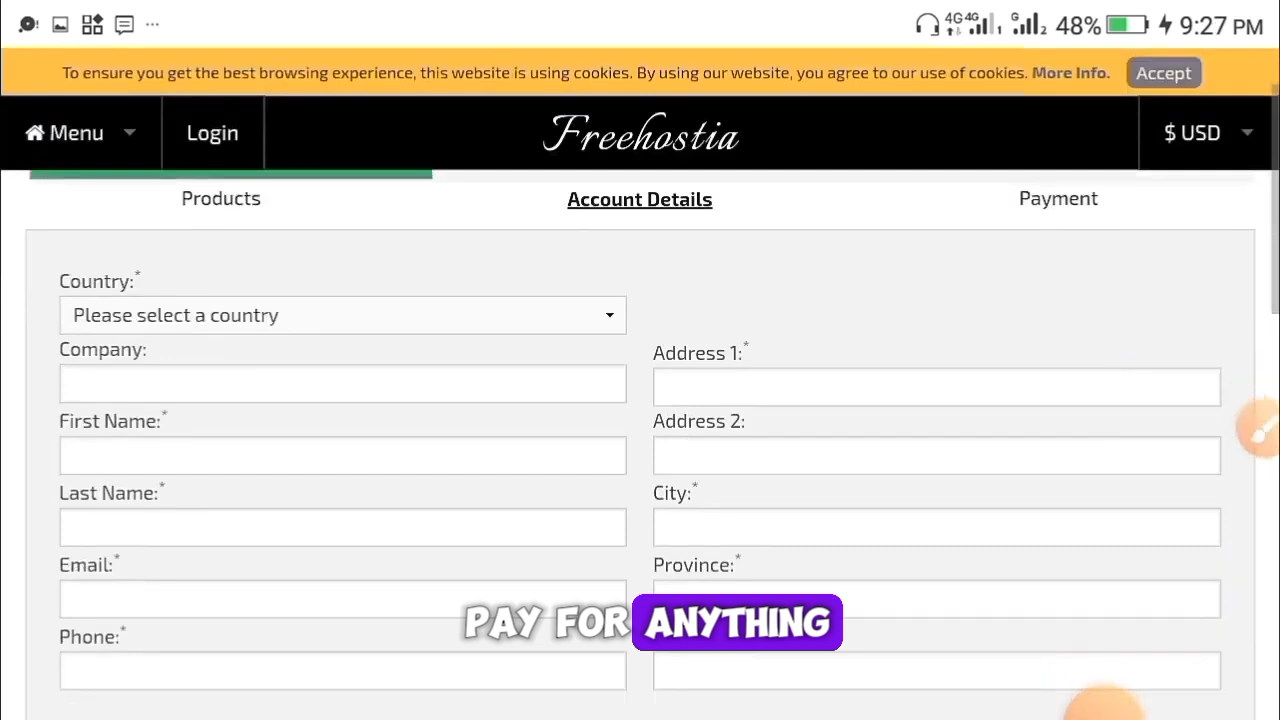 48% 9:27 PM
To ensure you get the best browsing experience, this website is using cookies. By using our website, you agree to our use of cookies. More Info. Accept
Menu Login Freehostia $ USD
Products Account Details Payment
Country:*
Please select a country
Company:
Address 1:*
First Name:*
Address 2:
Last Name:*
City:*
Email:*
Province:*
PAY FOR ANYTHING
Phone:*